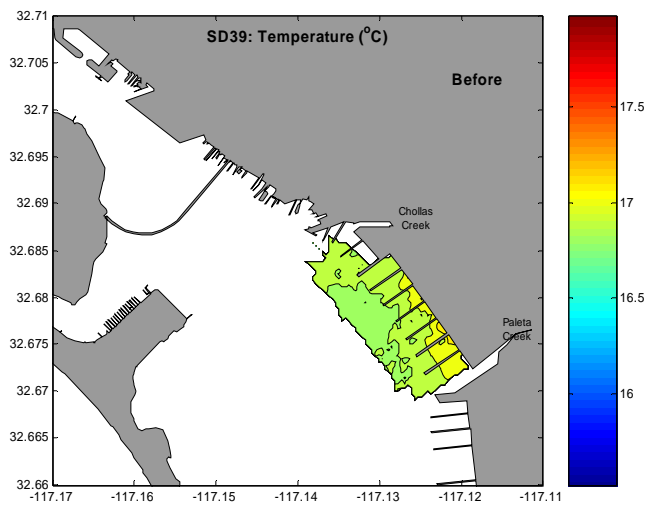 32.71
SD39: Temperature (°C)
32.705
Before
17.5
32.7
32.695
17
32.69
Chollas
Creek
32.685
16.5
32.68
Paleta
Creek
32.675
16
32.67
32.665
32.66
-117.17 -117.16 -117.15 -117.14 -117.13 -117.12 -117.11